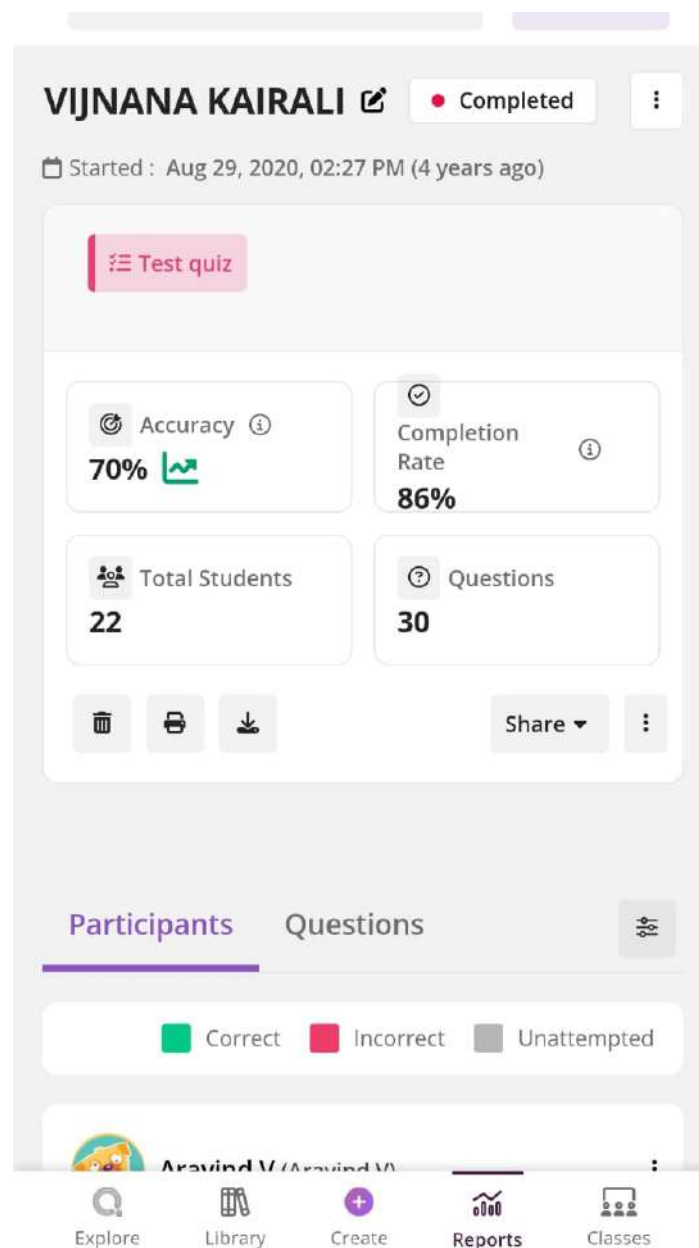 VIJNANA KAIRALI Completed
Started : Aug 29, 2020, 02:27 PM (4 years ago)
Test quiz
Accuracy
70%
Completion
Rate
86%
Total Students
22
Questions
30
Share
Participants Questions
Correct Incorrect Unattempted
Aravind V (Aravind V)
Explore Library Create Reports Classes